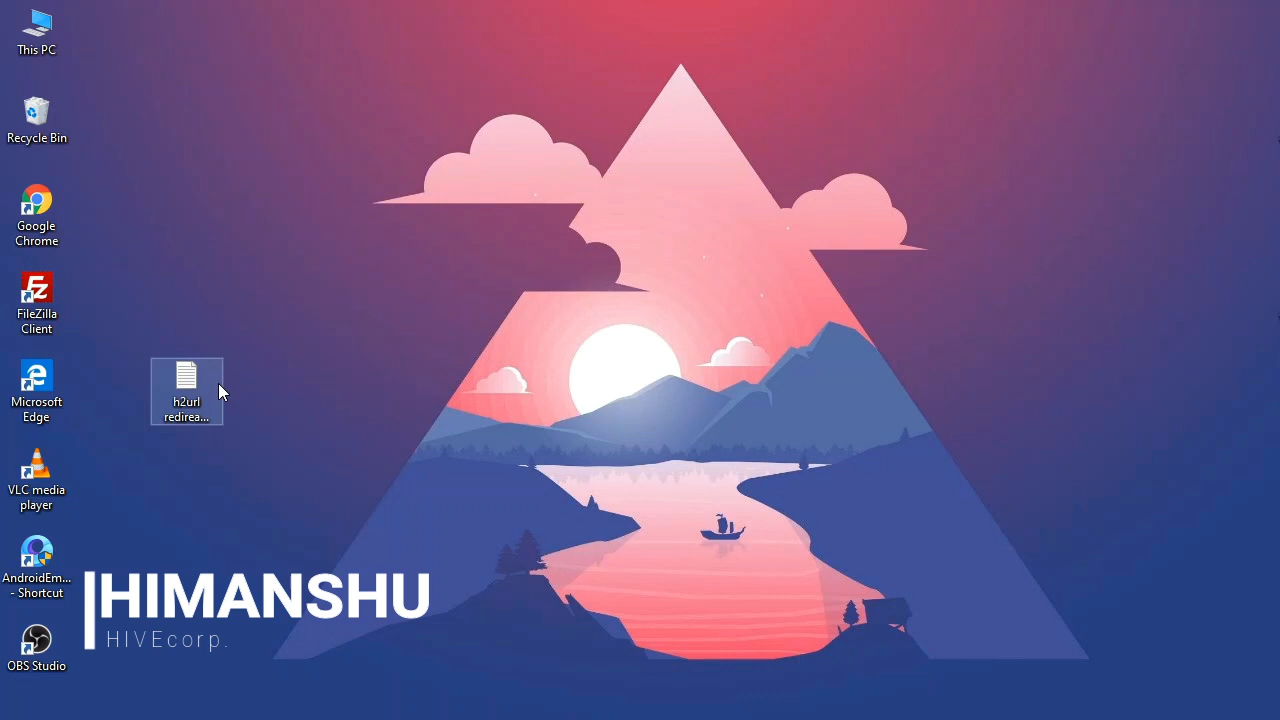 This PC
Recycle Bin
Google
Chrome
FileZilla
Client
Microsoft
Edge
h2url
redirea...
VLC media
player
AndroidEm...
- Shortcut
OBS Studio
HIMANSHU
HIVEcorp.